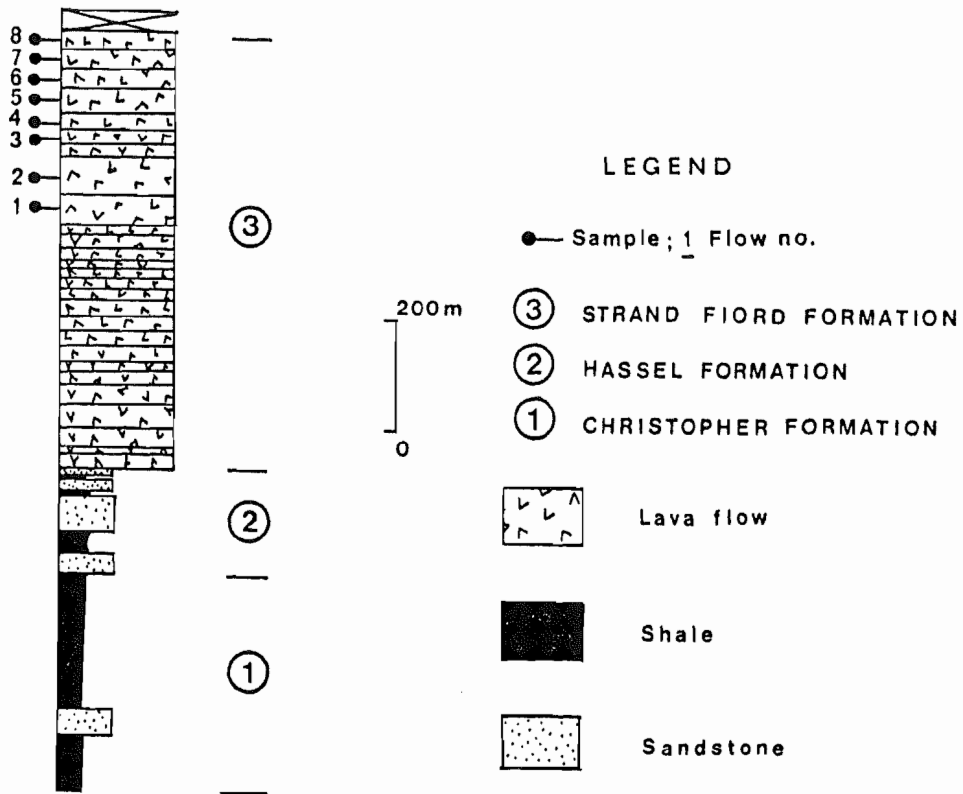 8
7
6
5
4
3
2
1
③
②
①
200m
0
LEGEND
Sample; 1 Flow no.
③ STRAND FIORD FORMATION
② HASSEL FORMATION
① CHRISTOPHER FORMATION
Lava flow
Shale
Sandstone